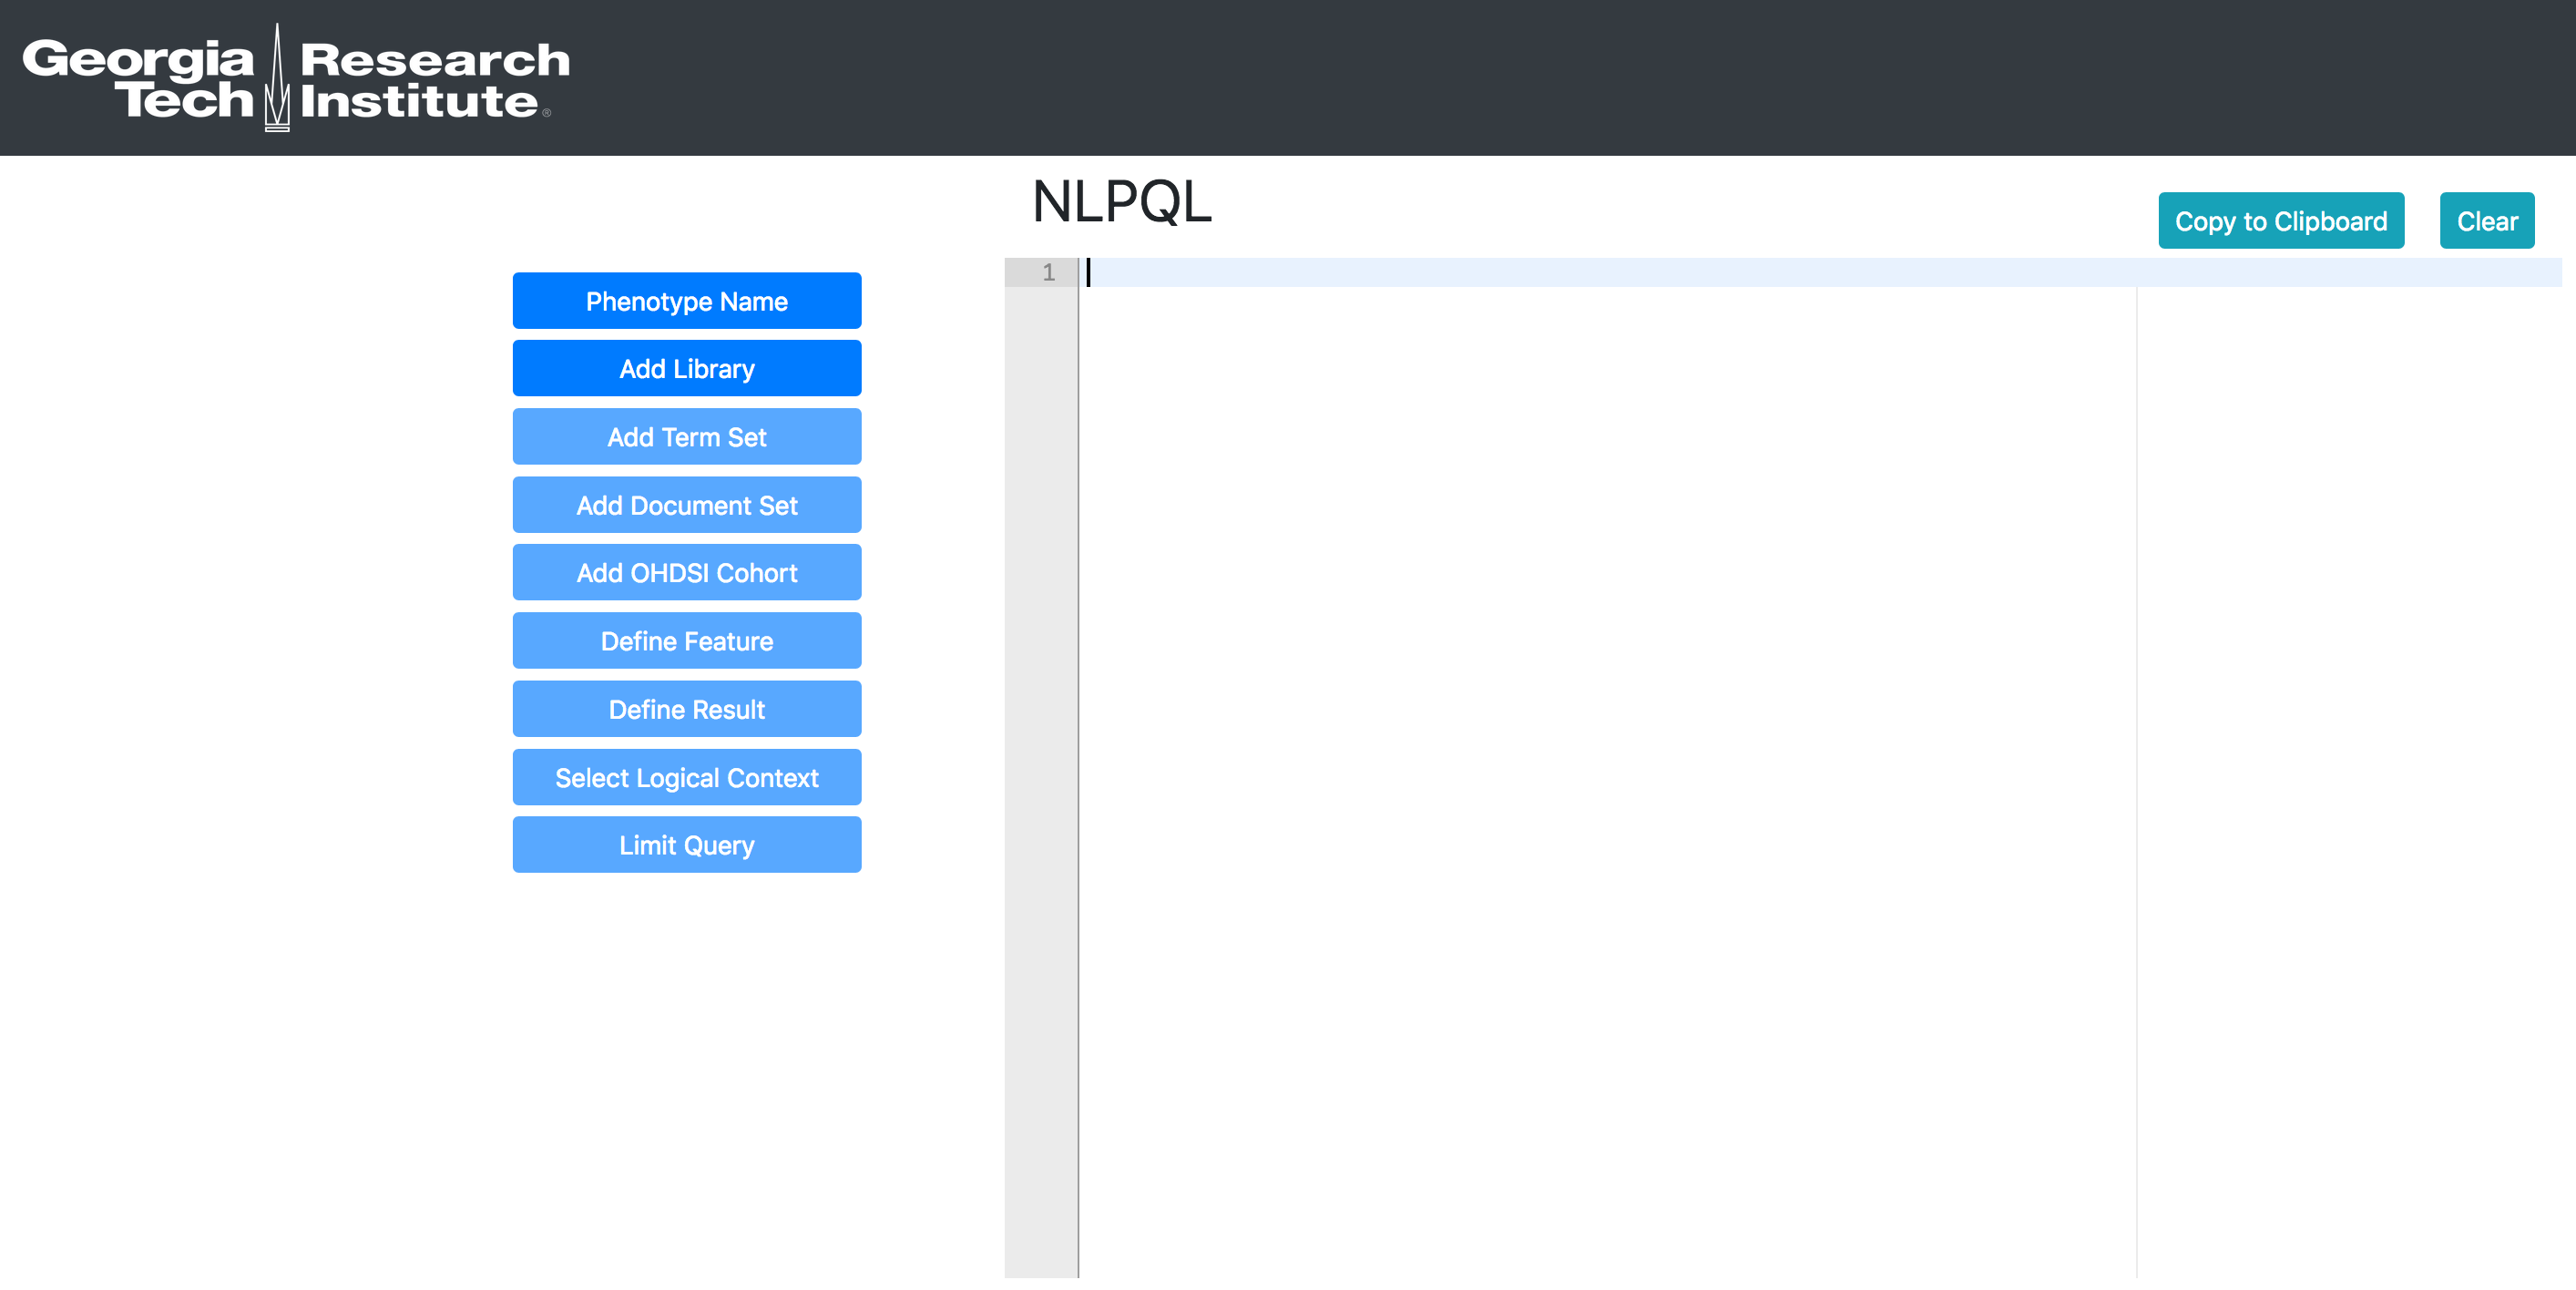 Georgia Tech Research Institute®
NLPQL
Copy to Clipboard
Clear
Phenotype Name
Add Library
Add Term Set
Add Document Set
Add OHDSI Cohort
Define Feature
Define Result
Select Logical Context
Limit Query
1